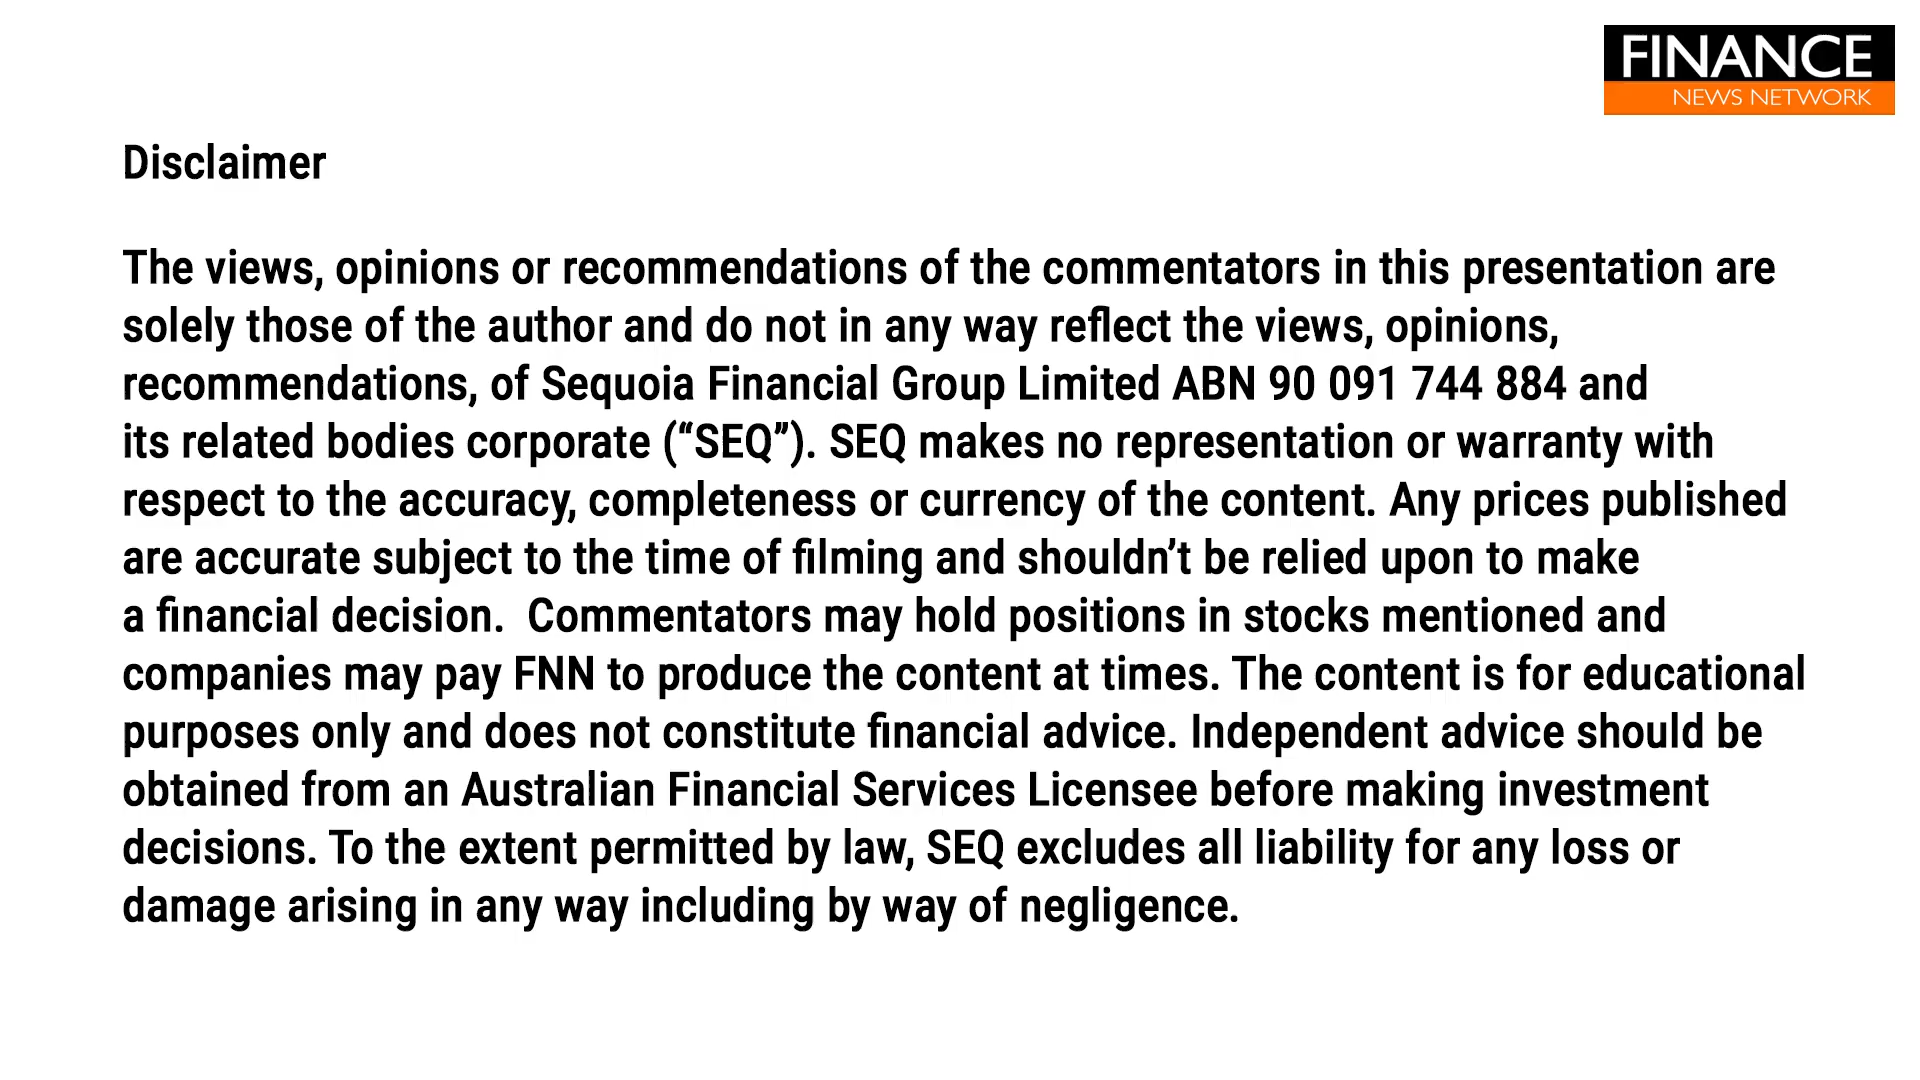 FINANCE
NEWS NETWORK
Disclaimer
The views, opinions or recommendations of the commentators in this presentation are
solely those of the author and do not in any way reflect the views, opinions,
recommendations, of Sequoia Financial Group Limited ABN 90 091 744 884 and
its related bodies corporate (“SEQ”). SEQ makes no representation or warranty with
respect to the accuracy, completeness or currency of the content. Any prices published
are accurate subject to the time of filming and shouldn’t be relied upon to make
a financial decision.  Commentators may hold positions in stocks mentioned and
companies may pay FNN to produce the content at times. The content is for educational
purposes only and does not constitute financial advice. Independent advice should be
obtained from an Australian Financial Services Licensee before making investment
decisions. To the extent permitted by law, SEQ excludes all liability for any loss or
damage arising in any way including by way of negligence.